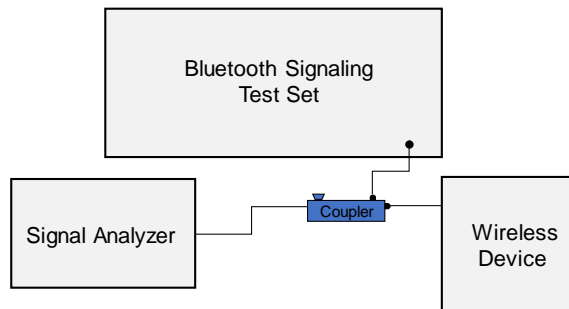 Bluetooth Signaling
Test Set
Coupler
Signal Analyzer
Wireless
Device